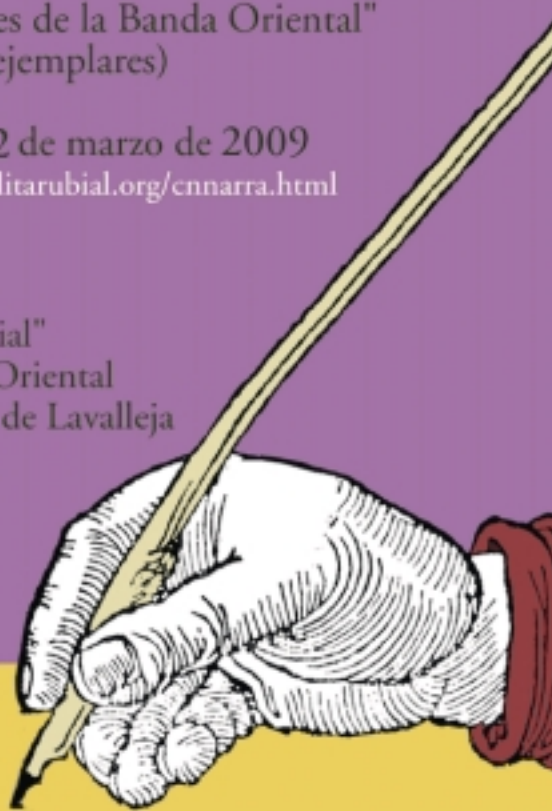 es de la Banda Oriental"
ejemplares)
2 de marzo de 2009
litarubial.org/cnnarra.html
ial"
Oriental
de Lavalleja